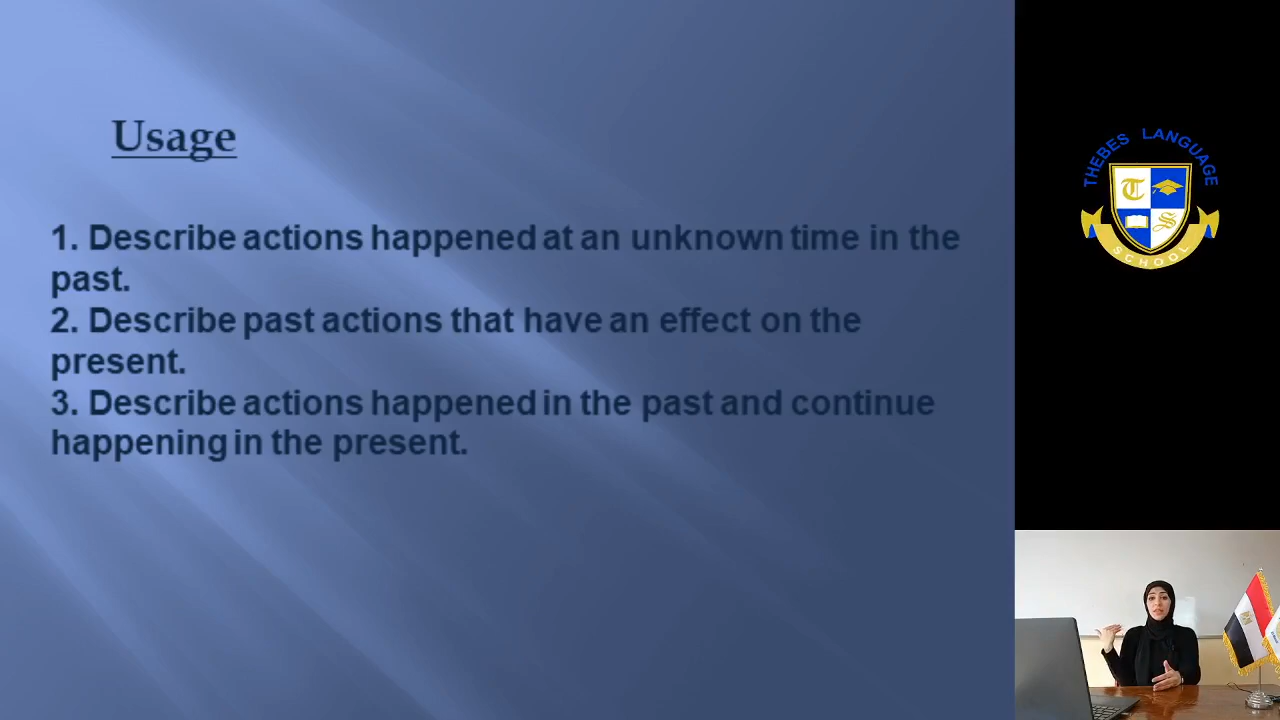 Usage
1. Describe actions happened at an unknown time in the
past.
2. Describe past actions that have an effect on the
present.
3. Describe actions happened in the past and continue
happening in the present.
THEBES LANGUAGE
T
S
SCHOOL